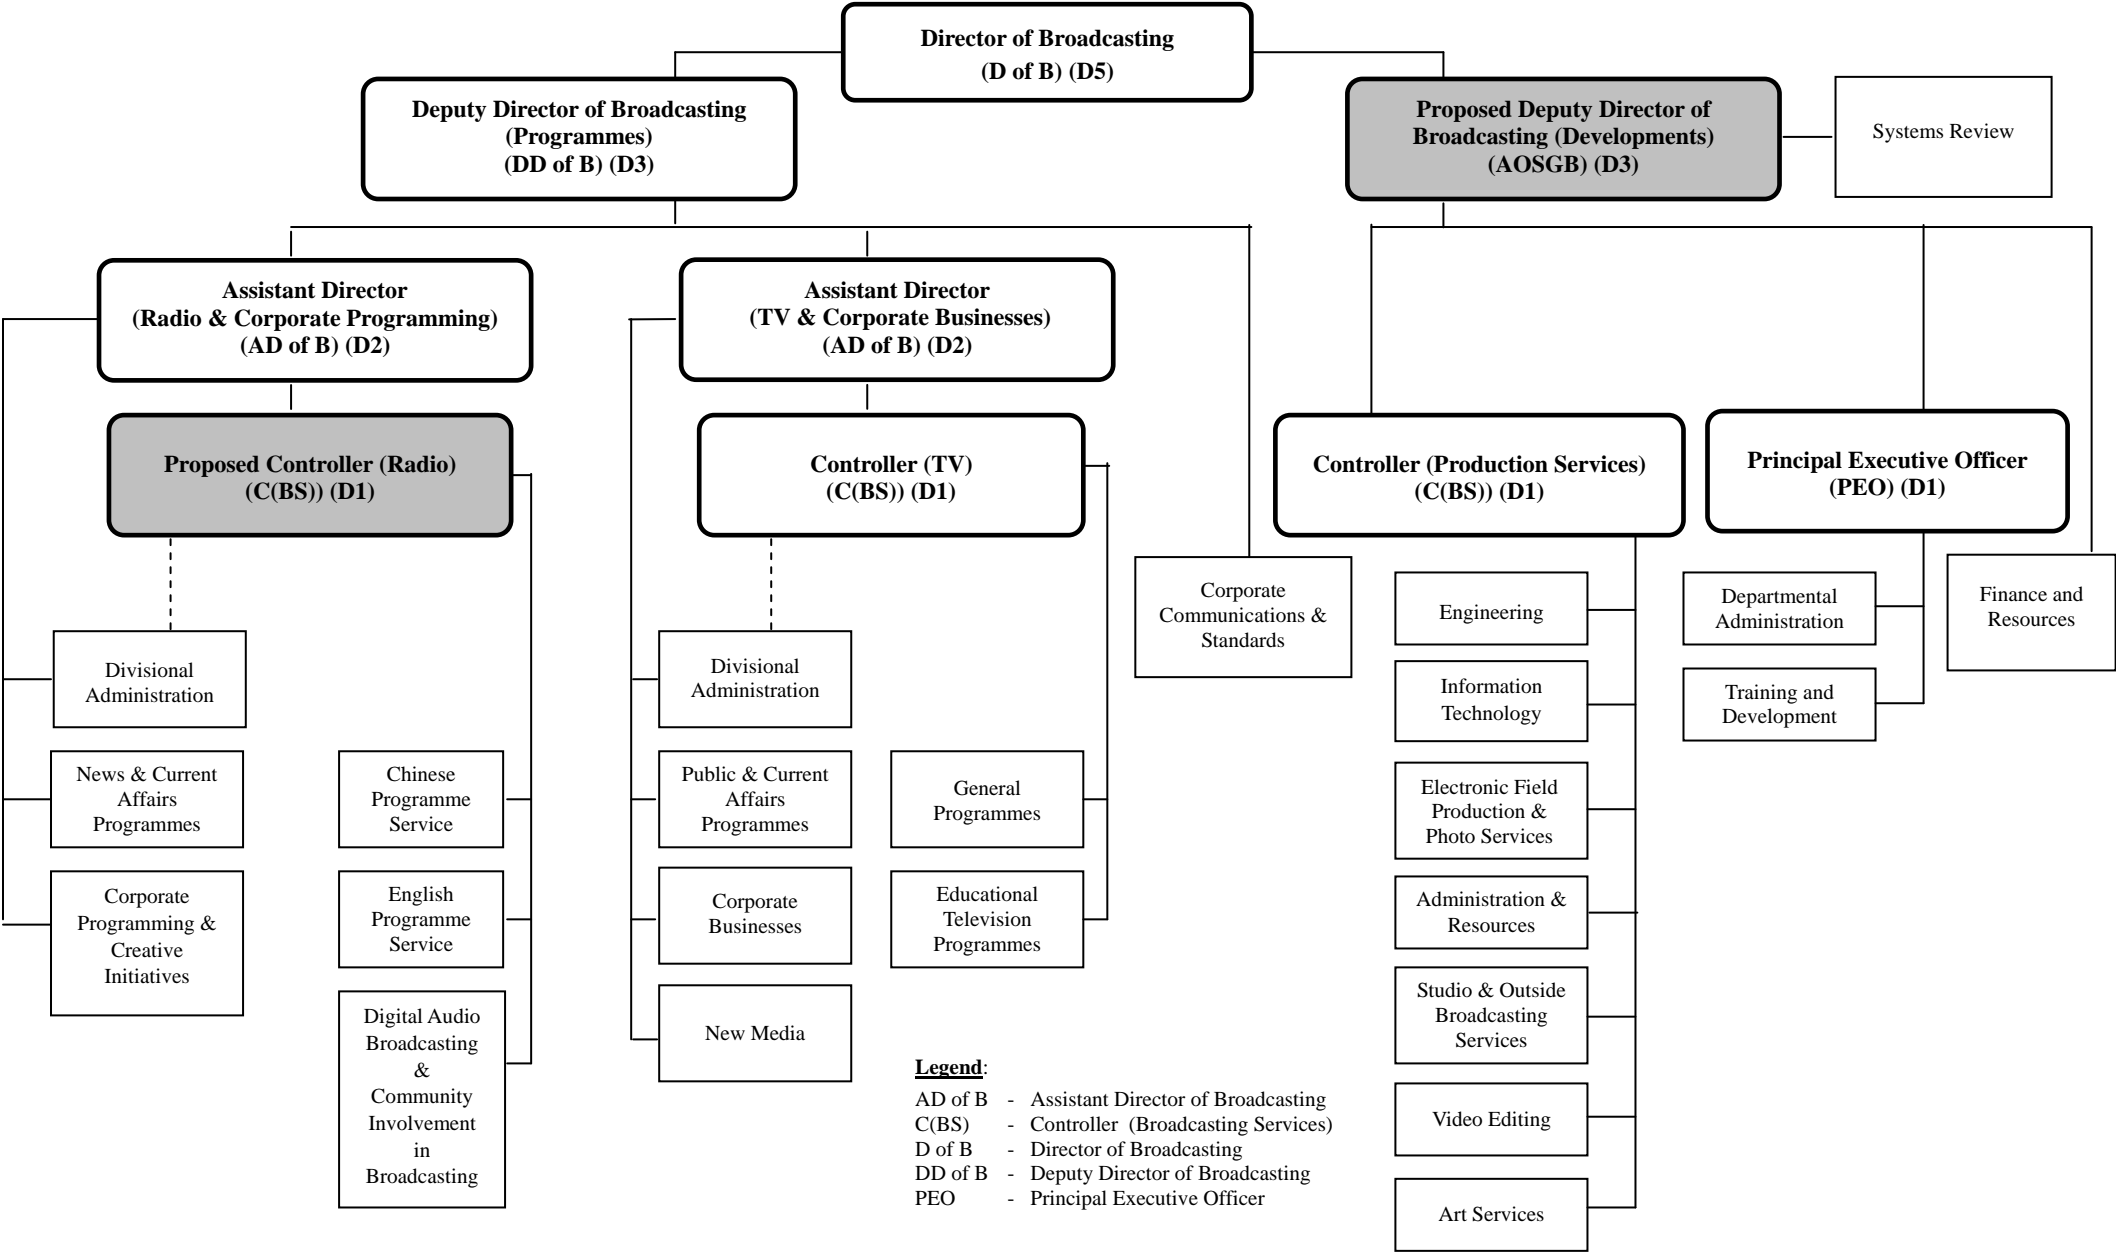 Director of Broadcasting
(D of B) (D5)
Deputy Director of Broadcasting
(Programmes)
(DD of B) (D3)
Proposed Deputy Director of
Broadcasting (Developments)
(AOSGB) (D3)
Systems Review
Assistant Director
(Radio & Corporate Programming)
(AD of B) (D2)
Assistant Director
(TV & Corporate Businesses)
(AD of B) (D2)
Proposed Controller (Radio)
(C(BS)) (D1)
Controller (TV)
(C(BS)) (D1)
Controller (Production Services)
(C(BS)) (D1)
Principal Executive Officer
(PEO) (D1)
Divisional
Administration
News & Current
Affairs
Programmes
Corporate
Programming &
Creative
Initiatives
Chinese
Programme
Service
English
Programme
Service
Digital Audio
Broadcasting
&
Community
Involvement
in
Broadcasting
Divisional
Administration
Public & Current
Affairs
Programmes
Corporate
Businesses
New Media
General
Programmes
Educational
Television
Programmes
Corporate
Communications &
Standards
Engineering
Information
Technology
Electronic Field
Production &
Photo Services
Administration &
Resources
Studio & Outside
Broadcasting
Services
Video Editing
Art Services
Departmental
Administration
Training and
Development
Finance and
Resources
Legend:
AD of B - Assistant Director of Broadcasting
C(BS) - Controller (Broadcasting Services)
D of B - Director of Broadcasting
DD of B - Deputy Director of Broadcasting
PEO - Principal Executive Officer